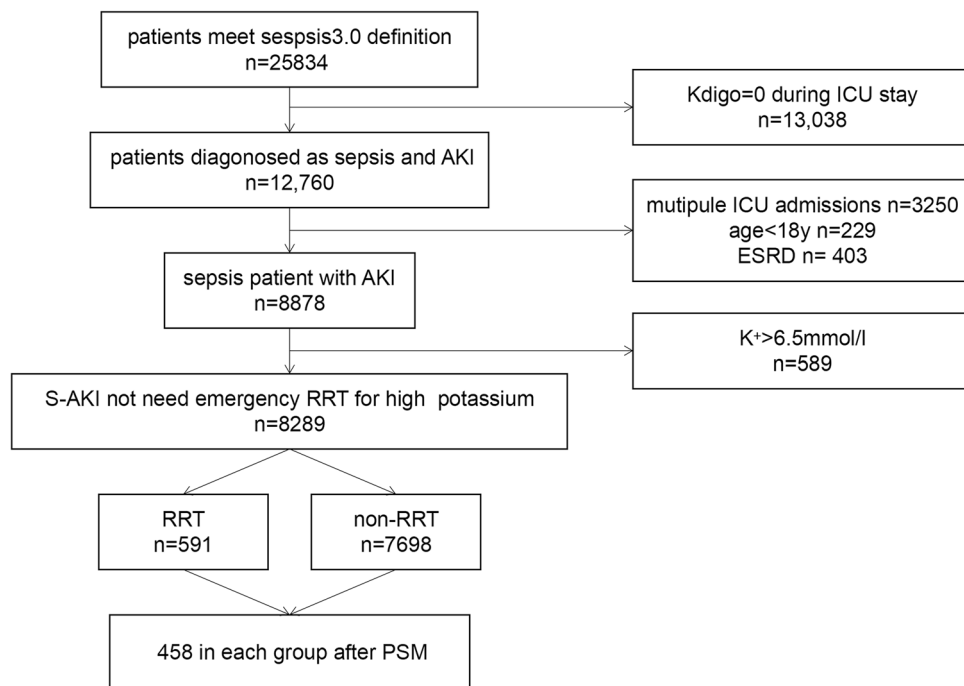 patients meet sespsis3.0 definition
n=25834
Kdigo=0 during ICU stay
n=13,038
patients diagonosed as sepsis and AKI
n=12,760
mutipule ICU admissions n=3250
age<18y n=229
ESRD n= 403
sepsis patient with AKI
n=8878
K+>6.5mmol/l
n=589
S-AKI not need emergency RRT for high potassium
n=8289
RRT
n=591
non-RRT
n=7698
458 in each group after PSM